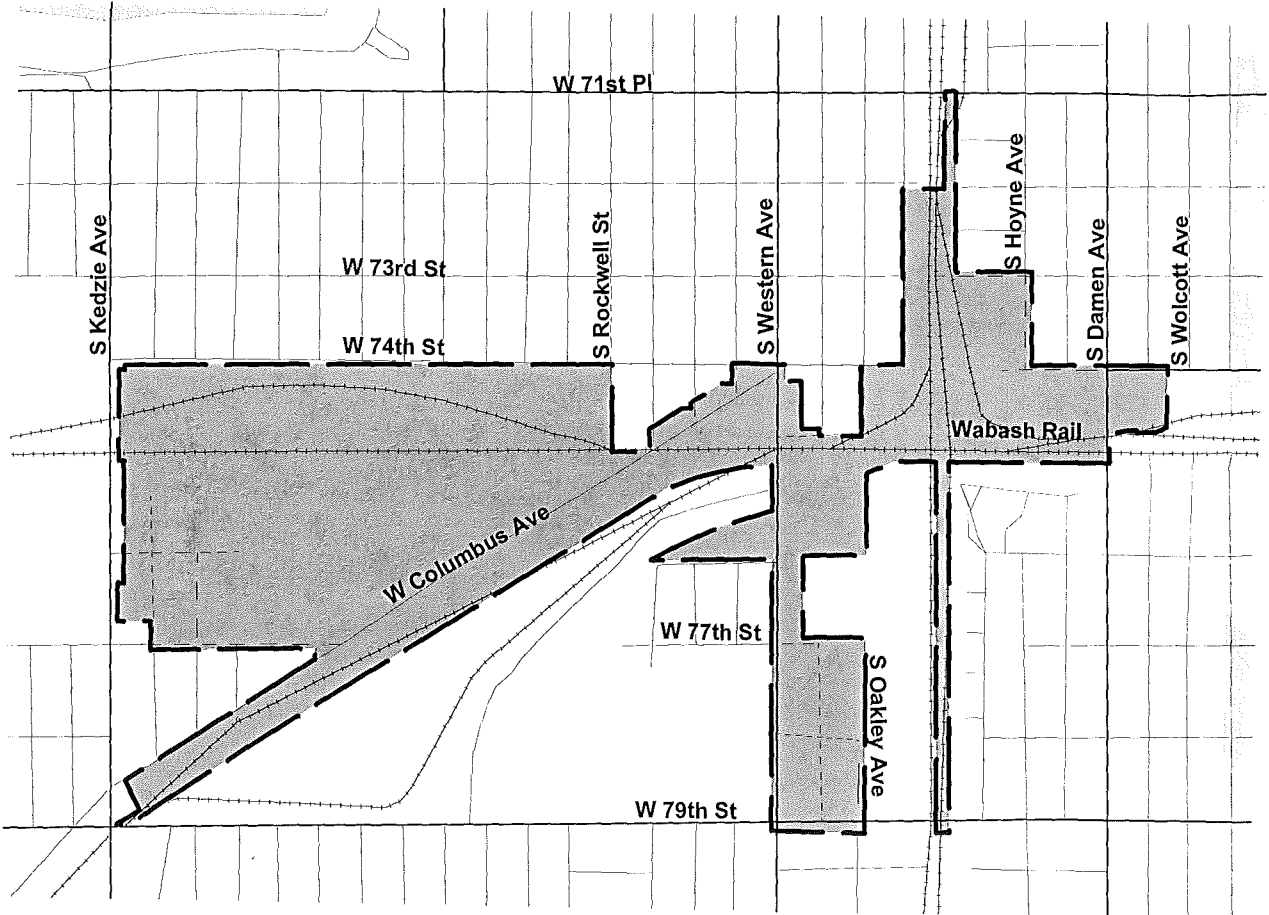 W 71st Pl
S Kedzie Ave
W 73rd St
W 74th St
S Rockwell St
S Western Ave
S Hoyne Ave
S Damen Ave
S Wolcott Ave
Wabash Rail
W Columbus Ave
W 77th St
S Oakley Ave
W 79th St